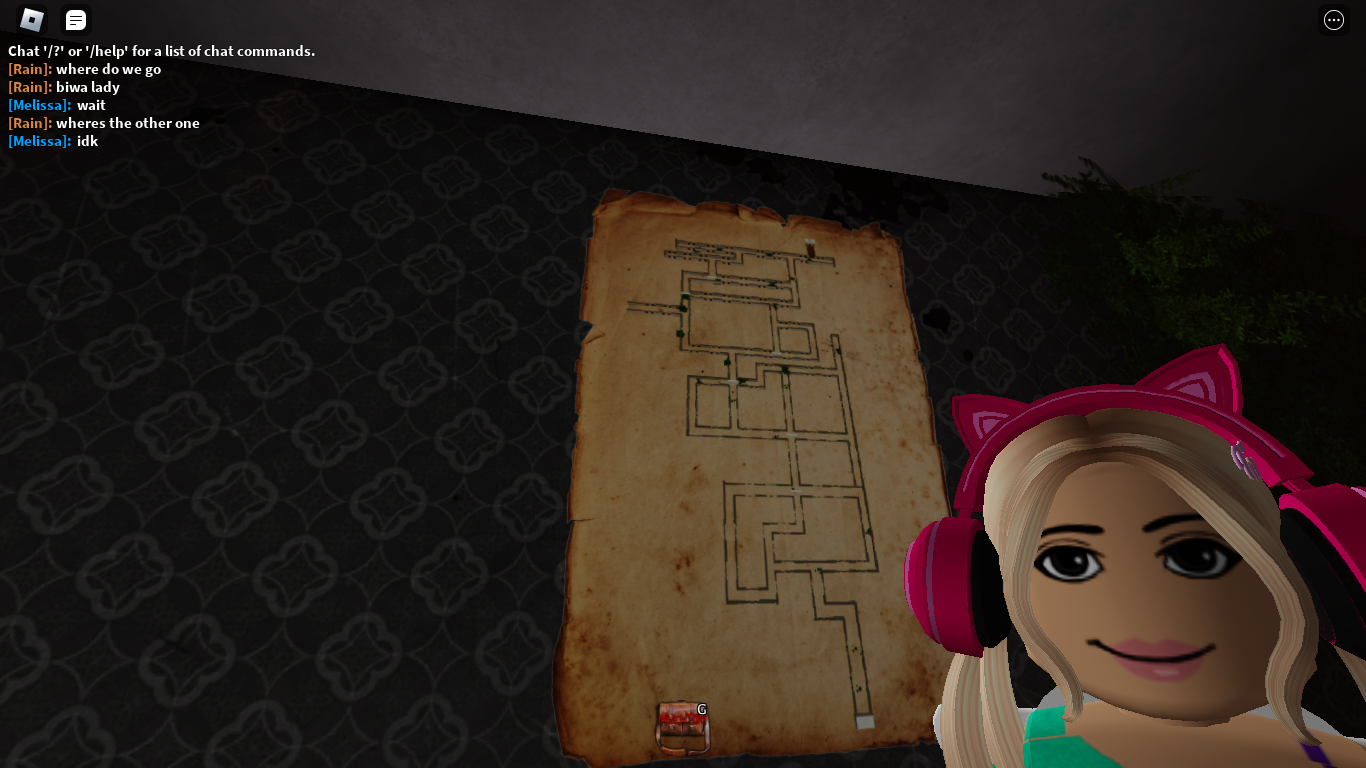 Chat '/?' or '/help' for a list of chat commands.
[Rain]: where do we go
[Rain]: biwa lady
[Melissa]: wait
[Rain]: wheres the other one
[Melissa]: idk
G